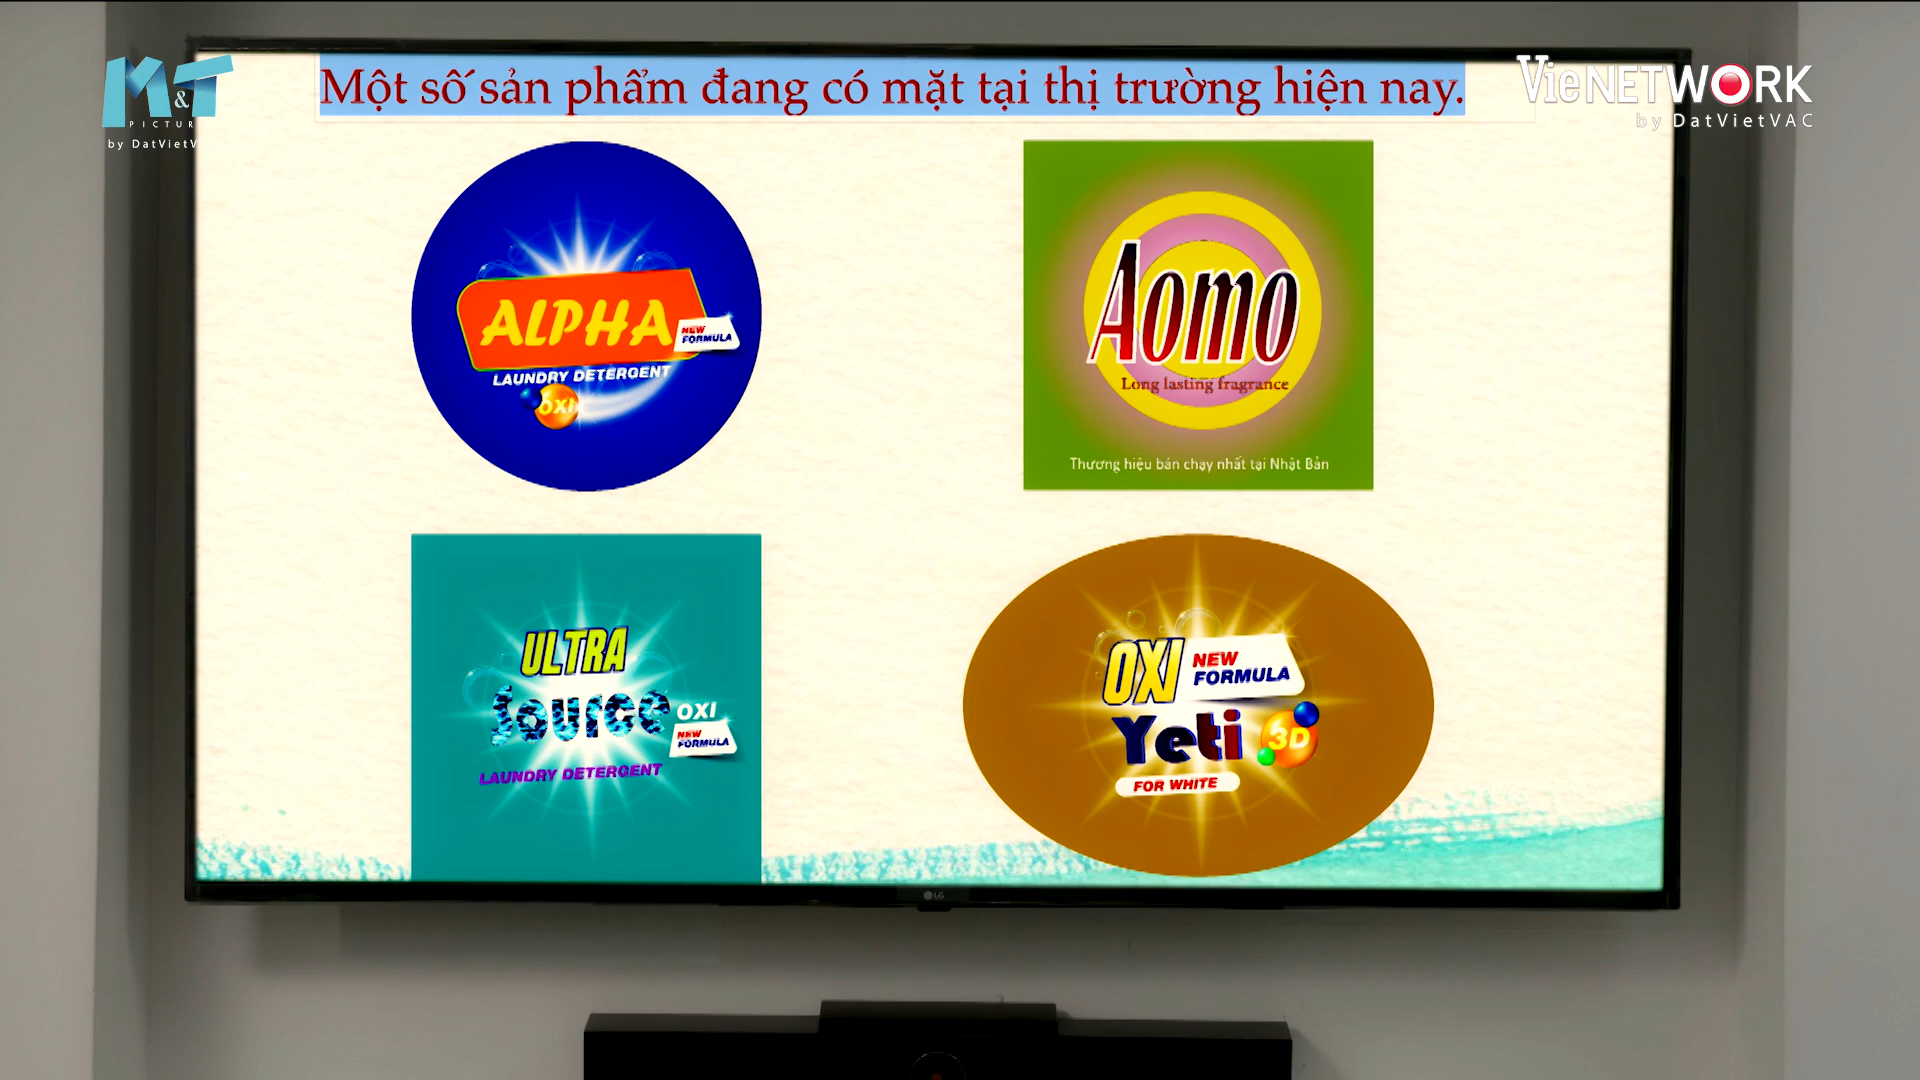 M&T
PICTUR
by DatVietV
Một số sản phẩm đang có mặt tại thị trường hiện nay.
VieNETWORK
by DatVietVAC
ALPHA
NEW
FORMULA
LAUNDRY DETERGENT
OXI
Aomo
Long lasting fragrance
Thương hiệu bán chạy nhất tại Nhật Bản
ULTRA
Source
OXI
NEW
FORMULA
LAUNDRY DETERGENT
OXI
NEW
FORMULA
Yeti
3D
FOR WHITE
LG